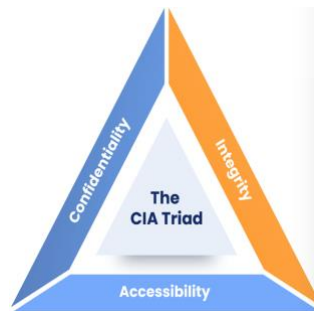 Confidentiality
Integrity
The
CIA Triad
Accessibility